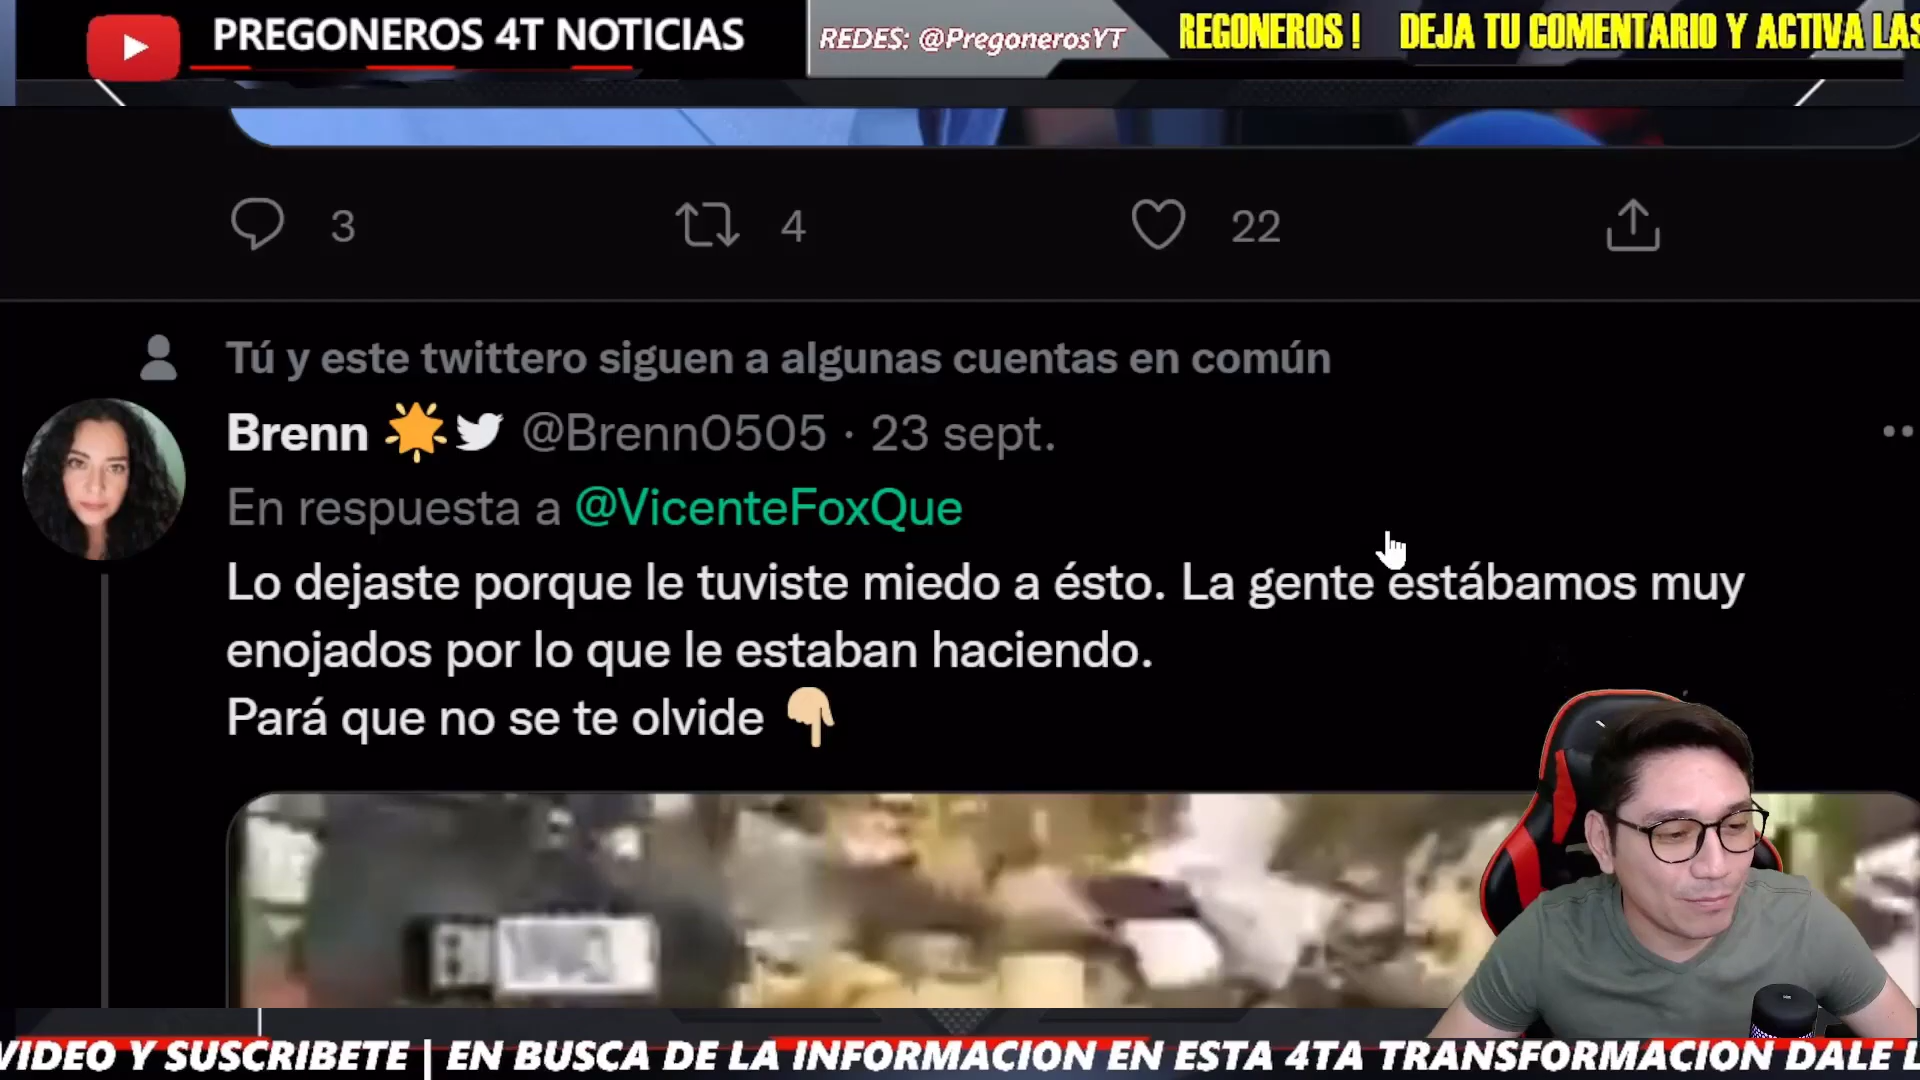 PREGONEROS 4T NOTICIAS
REDES: @PregonerosYT
REGONEROS ! DEJA TU COMENTARIO Y ACTIVA LAS
3 4 22
Tú y este twittero siguen a algunas cuentas en común
Brenn @Brenn0505 · 23 sept.
En respuesta a @VicenteFoxQue
Lo dejaste porque le tuviste miedo a ésto. La gente estábamos muy
enojados por lo que le estaban haciendo.
Pará que no se te olvide
VIDEO Y SUSCRIBETE | EN BUSCA DE LA INFORMACION EN ESTA 4TA TRANSFORMACION DALE L